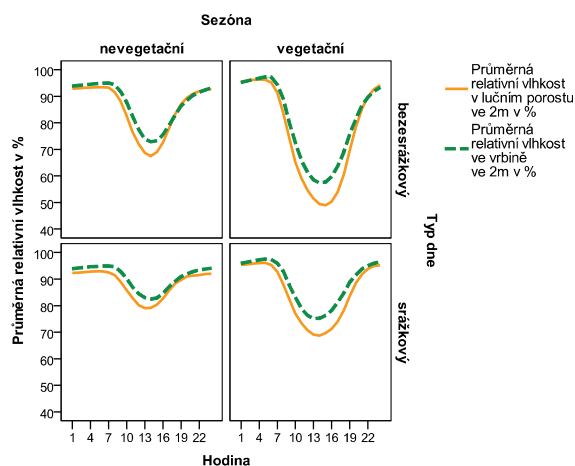 Sezóna
nevegetační
vegetační
Průměrná relativní vlhkost v %
100
90
80
70
60
50
40
100
90
80
70
60
50
40
bezesrážkový
srážkový
Typ dne
1 4 7 10 13 16 19 22
1 4 7 10 13 16 19 22
Hodina
Průměrná
relativní vlhkost
v lučním porostu
ve 2m v %
Průměrná
relativní vlhkost
ve vrbině
ve 2m v %